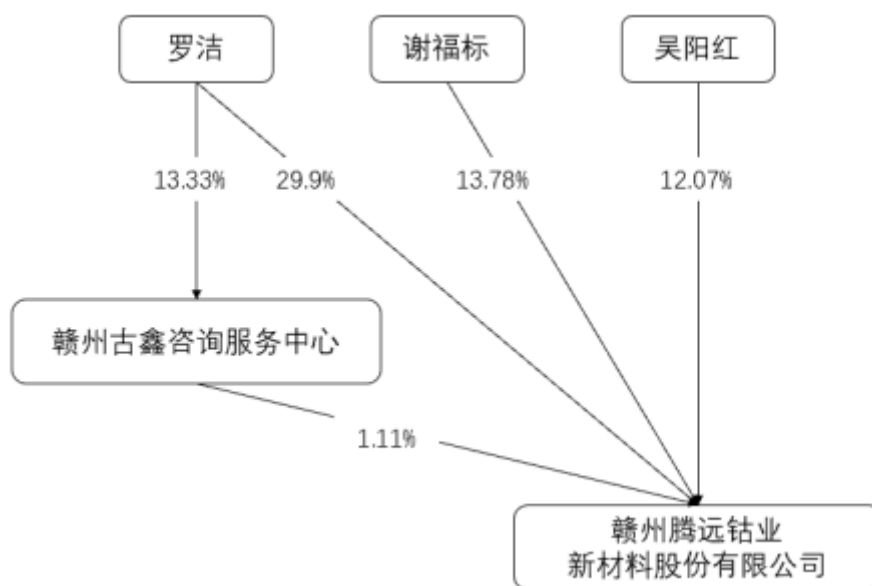 罗洁
谢福标
吴阳红
13.33%
29.9%
13.78%
12.07%
赣州古鑫咨询服务中心
1.11%
赣州腾远钴业
新材料股份有限公司